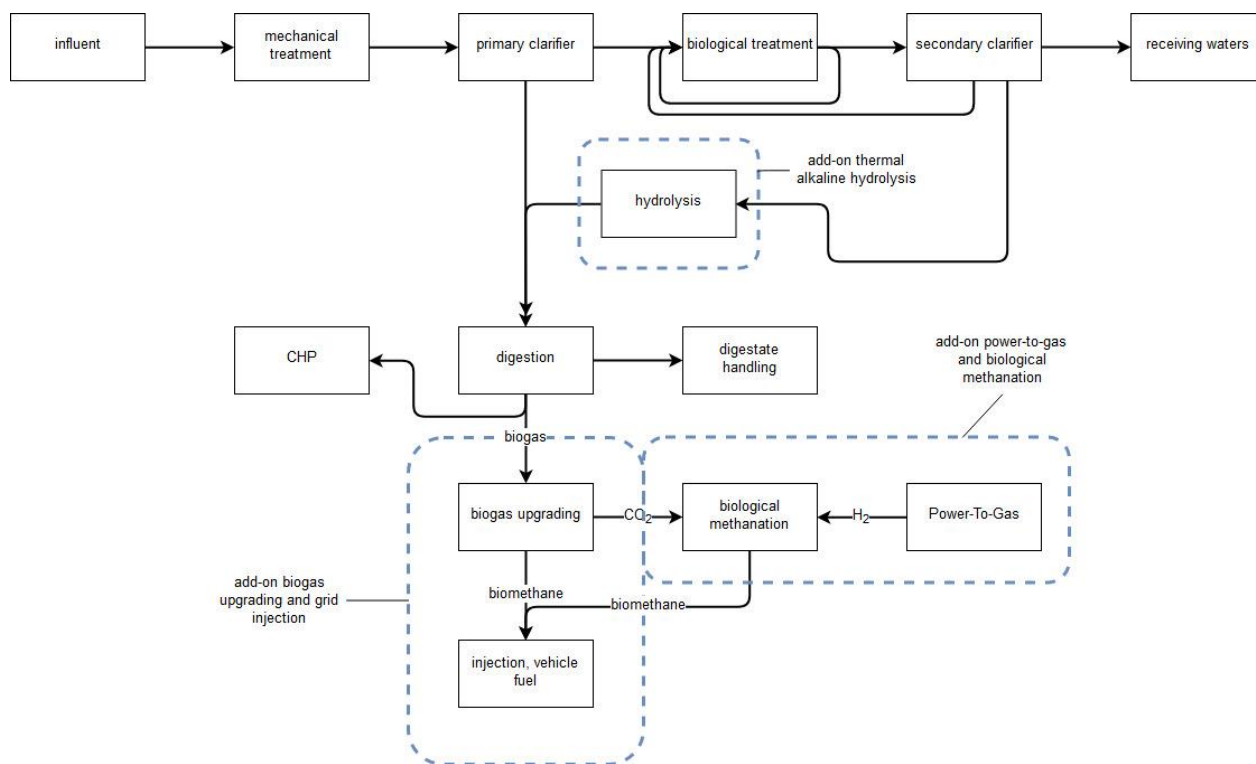 influent
mechanical
treatment
primary clarifier
biological treatment
secondary clarifier
receiving waters
add-on thermal
alkaline hydrolysis
hydrolysis
CHP
digestion
digestate
handling
add-on power-to-gas
and biological
methanation
biogas
biogas upgrading
CO₂
biological
methanation
H₂
Power-To-Gas
add-on biogas
upgrading and grid
injection
biomethane
biomethane
injection, vehicle
fuel